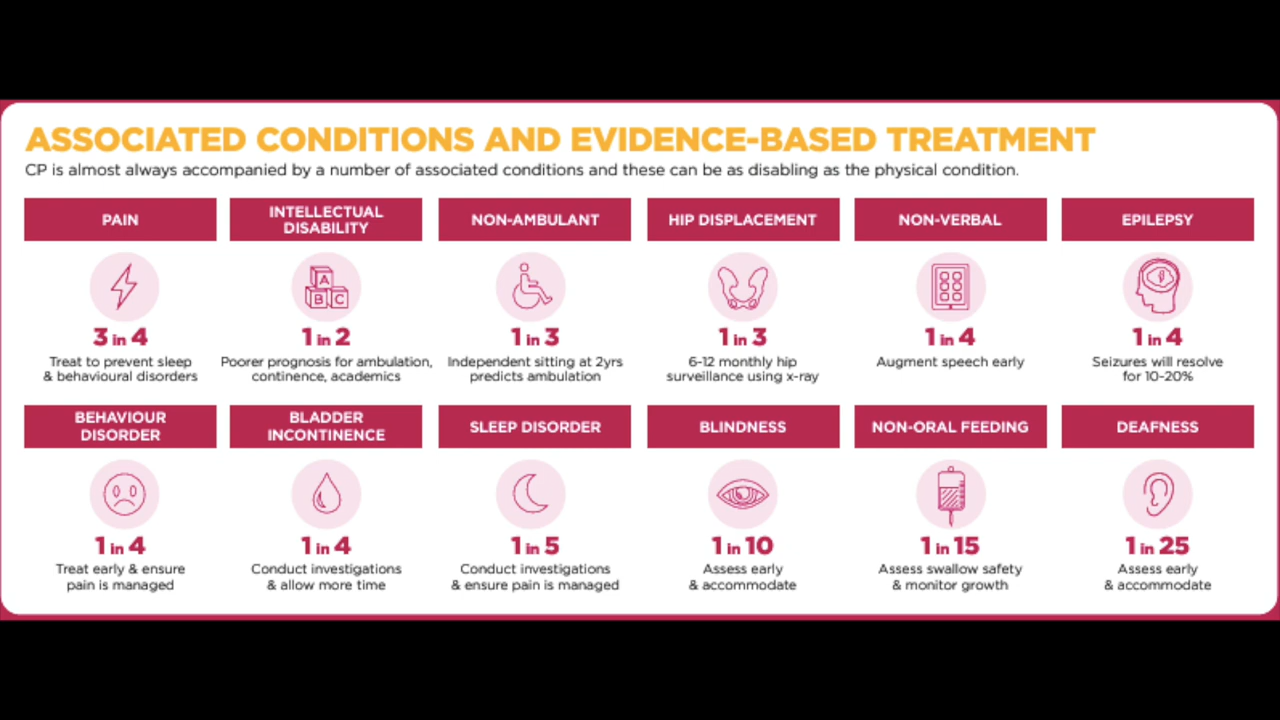 ASSOCIATED CONDITIONS AND EVIDENCE-BASED TREATMENT
CP is almost always accompanied by a number of associated conditions and these can be as disabling as the physical condition.
PAIN
3 in 4
Treat to prevent sleep
& behavioural disorders
INTELLECTUAL
DISABILITY
A
B C
1 in 2
Poorer prognosis for ambulation,
continence, academics
NON-AMBULANT
1 in 3
Independent sitting at 2yrs
predicts ambulation
HIP DISPLACEMENT
1 in 3
6-12 monthly hip
surveillance using x-ray
NON-VERBAL
1 in 4
Augment speech early
EPILEPSY
1 in 4
Seizures will resolve
for 10-20%
BEHAVIOUR
DISORDER
1 in 4
Treat early & ensure
pain is managed
BLADDER
INCONTINENCE
1 in 4
Conduct investigations
& allow more time
SLEEP DISORDER
1 in 5
Conduct investigations
& ensure pain is managed
BLINDNESS
1 in 10
Assess early
& accommodate
NON-ORAL FEEDING
1 in 15
Assess swallow safety
& monitor growth
DEAFNESS
1 in 25
Assess early
& accommodate